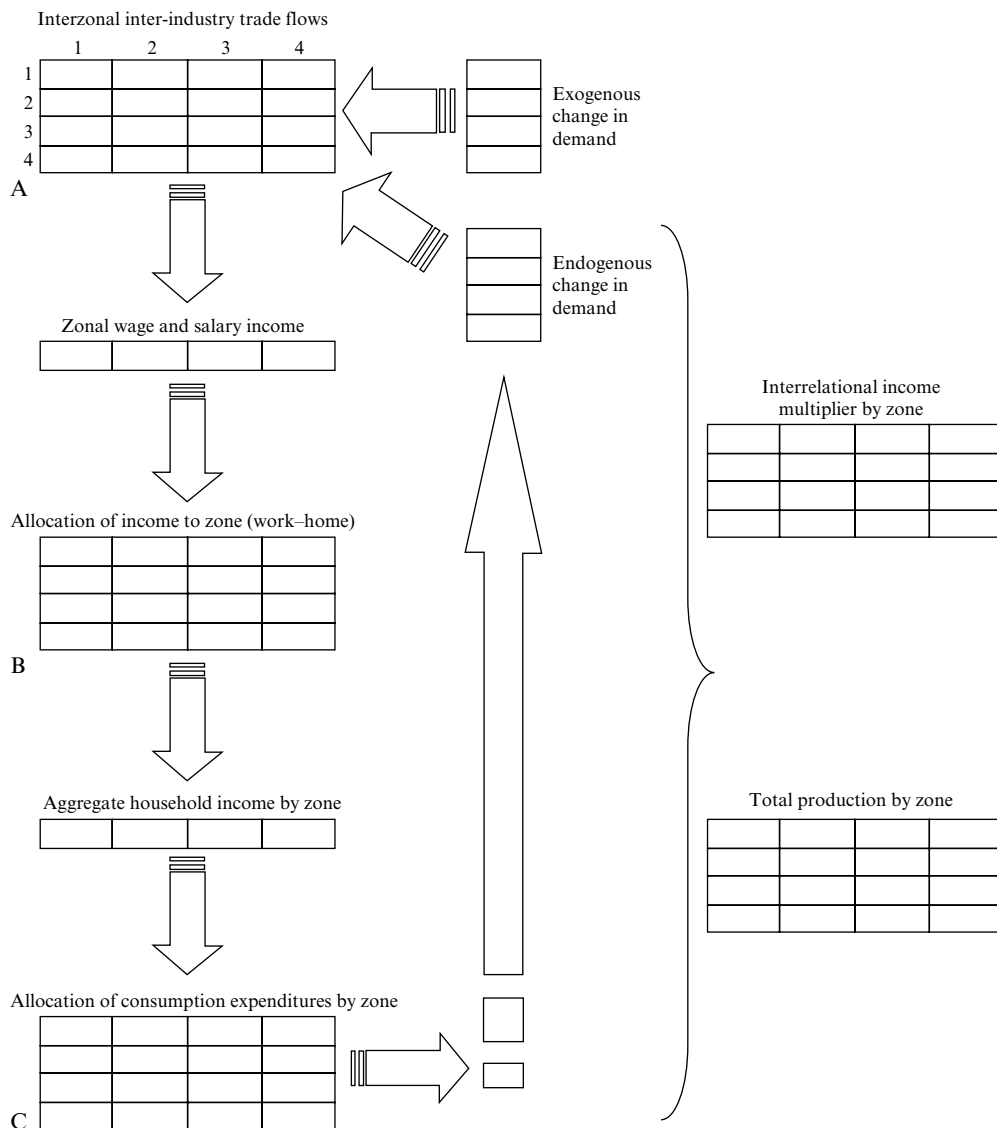 Interzonal inter-industry trade flows
1 2 3 4
1
2
3
4
A
Exogenous
change in
demand
Endogenous
change in
demand
Zonal wage and salary income
Allocation of income to zone (work–home)
B
Aggregate household income by zone
Allocation of consumption expenditures by zone
C
Interrelational income
multiplier by zone
Total production by zone